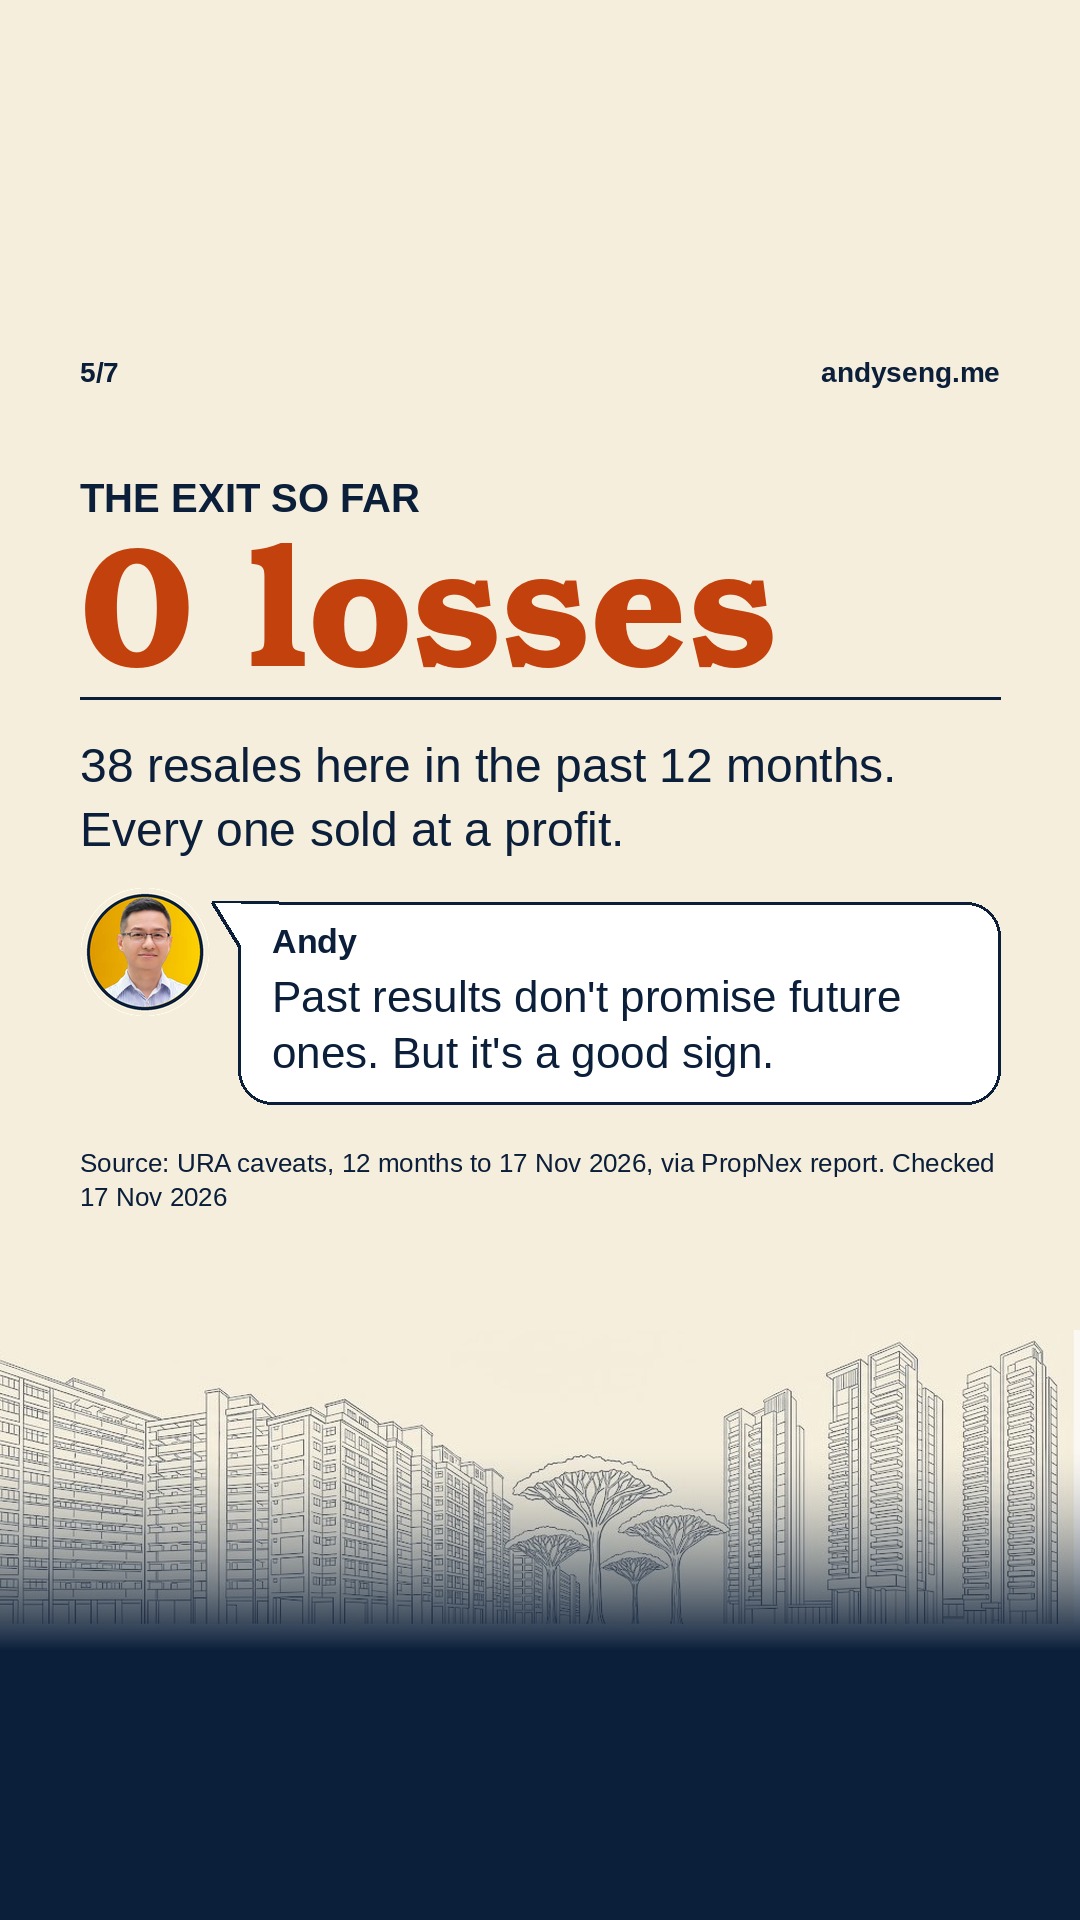 5/7
andyseng.me
THE EXIT SO FAR
0 losses
38 resales here in the past 12 months.
Every one sold at a profit.
Andy
Past results don't promise future
ones. But it's a good sign.
Source: URA caveats, 12 months to 17 Nov 2026, via PropNex report. Checked
17 Nov 2026